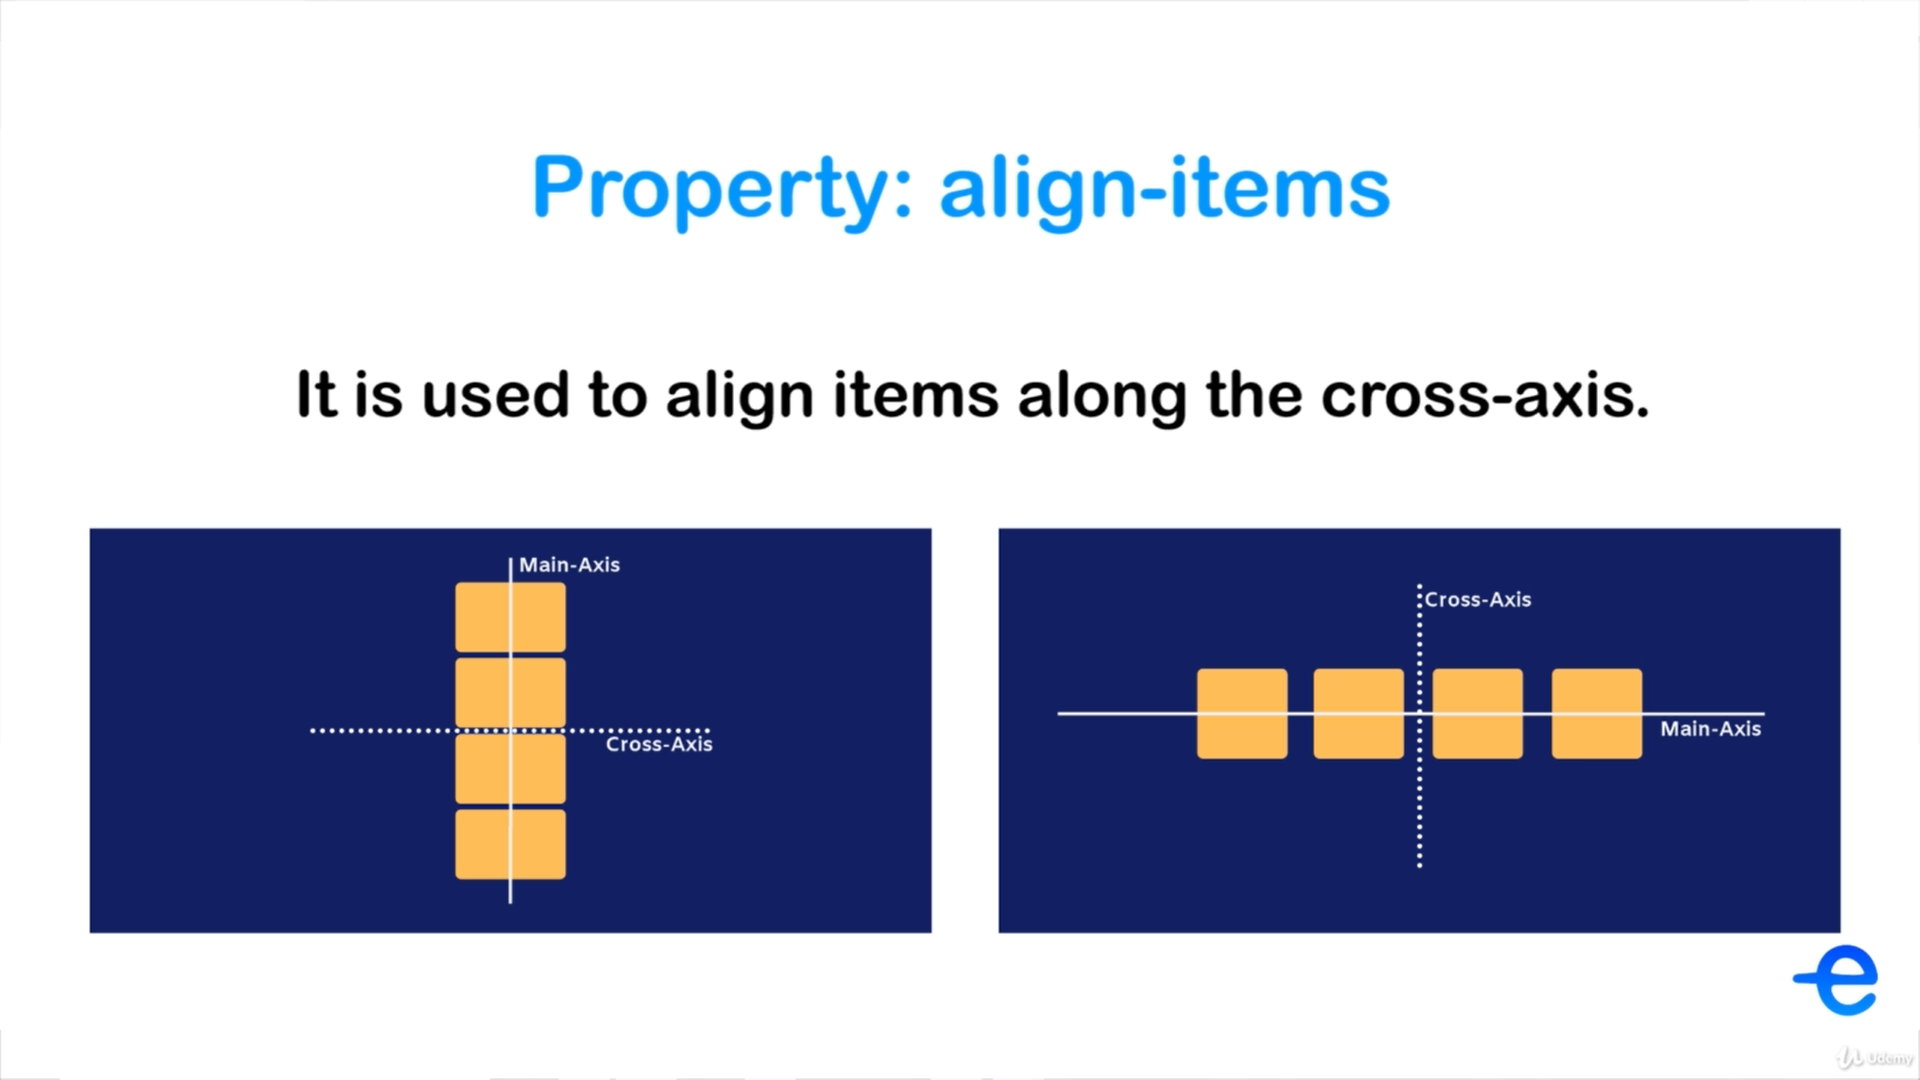 Property: align-items
It is used to align items along the cross-axis.
Main-Axis
Cross-Axis
Cross-Axis
Main-Axis
e
Udemy